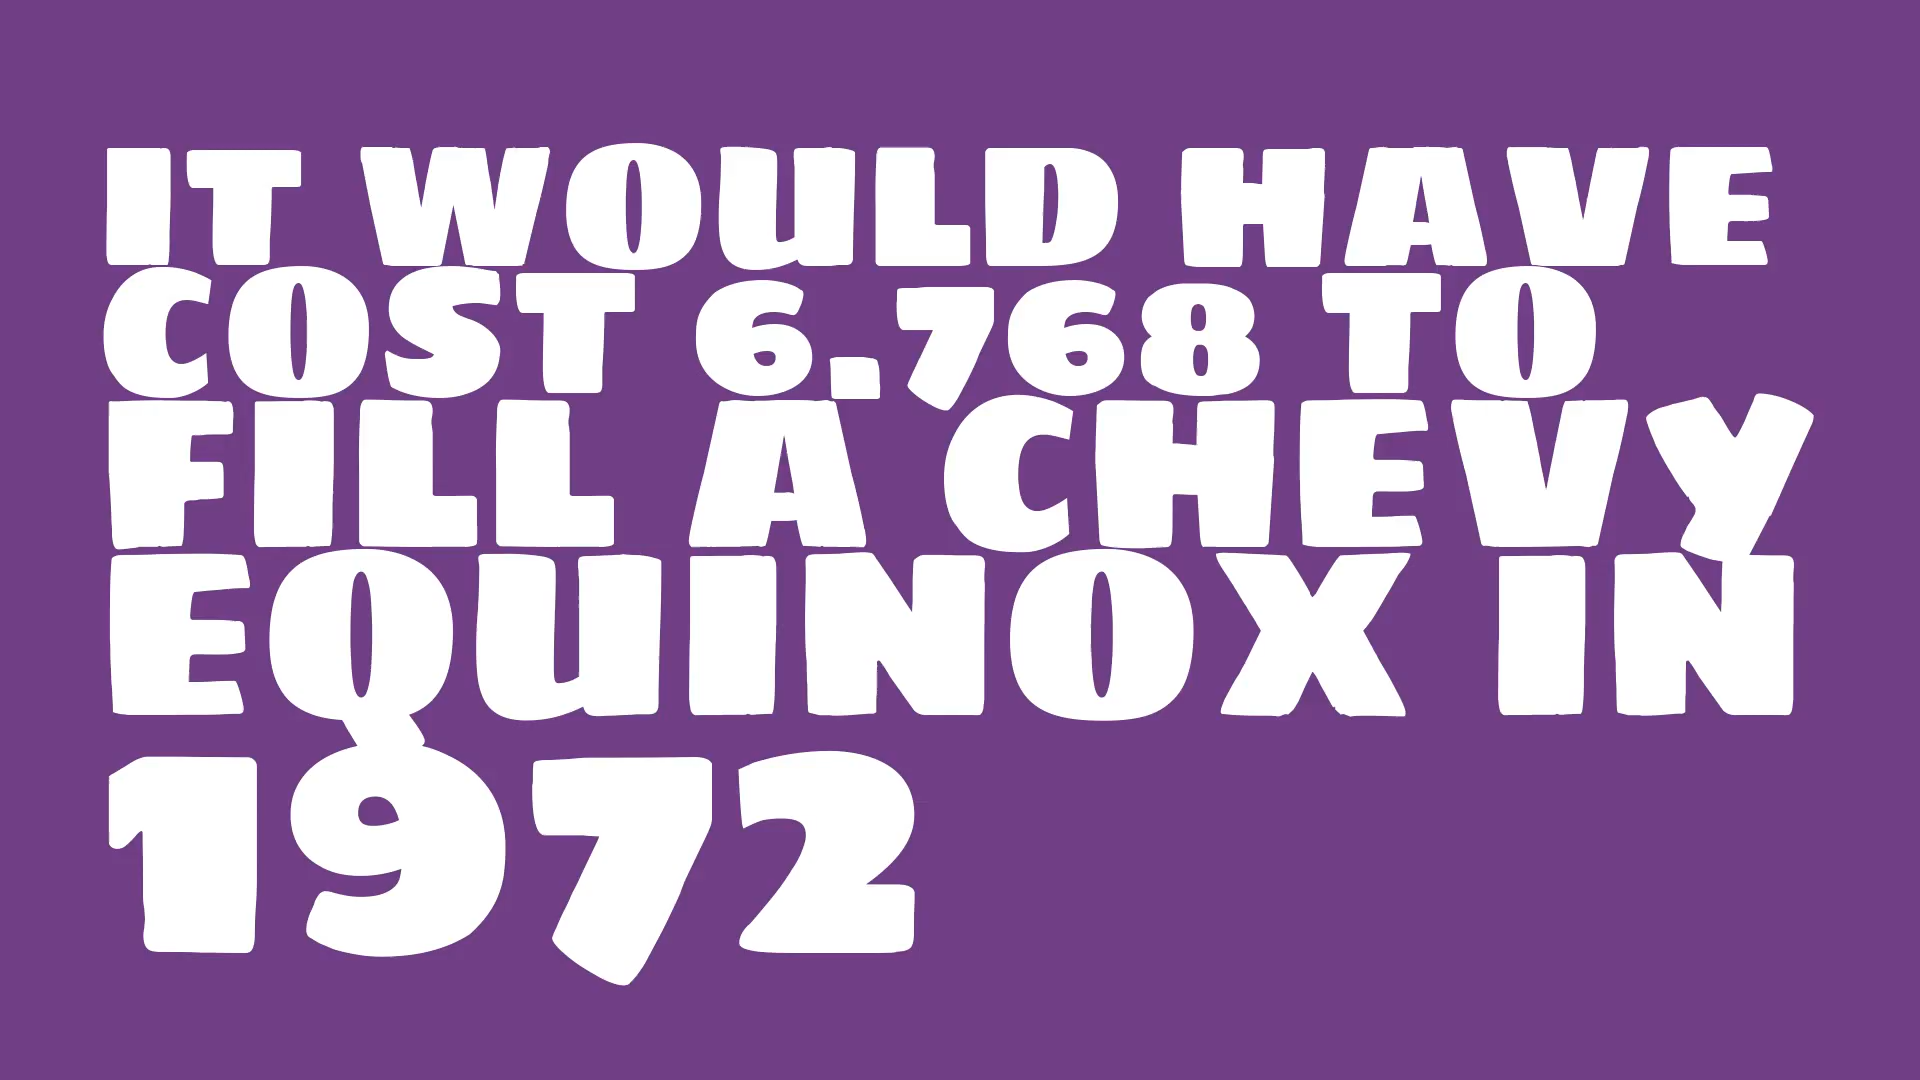 IT WOULD HAVE
COST 6.768 TO
FILL A CHEVY
EQUINOX IN
1972